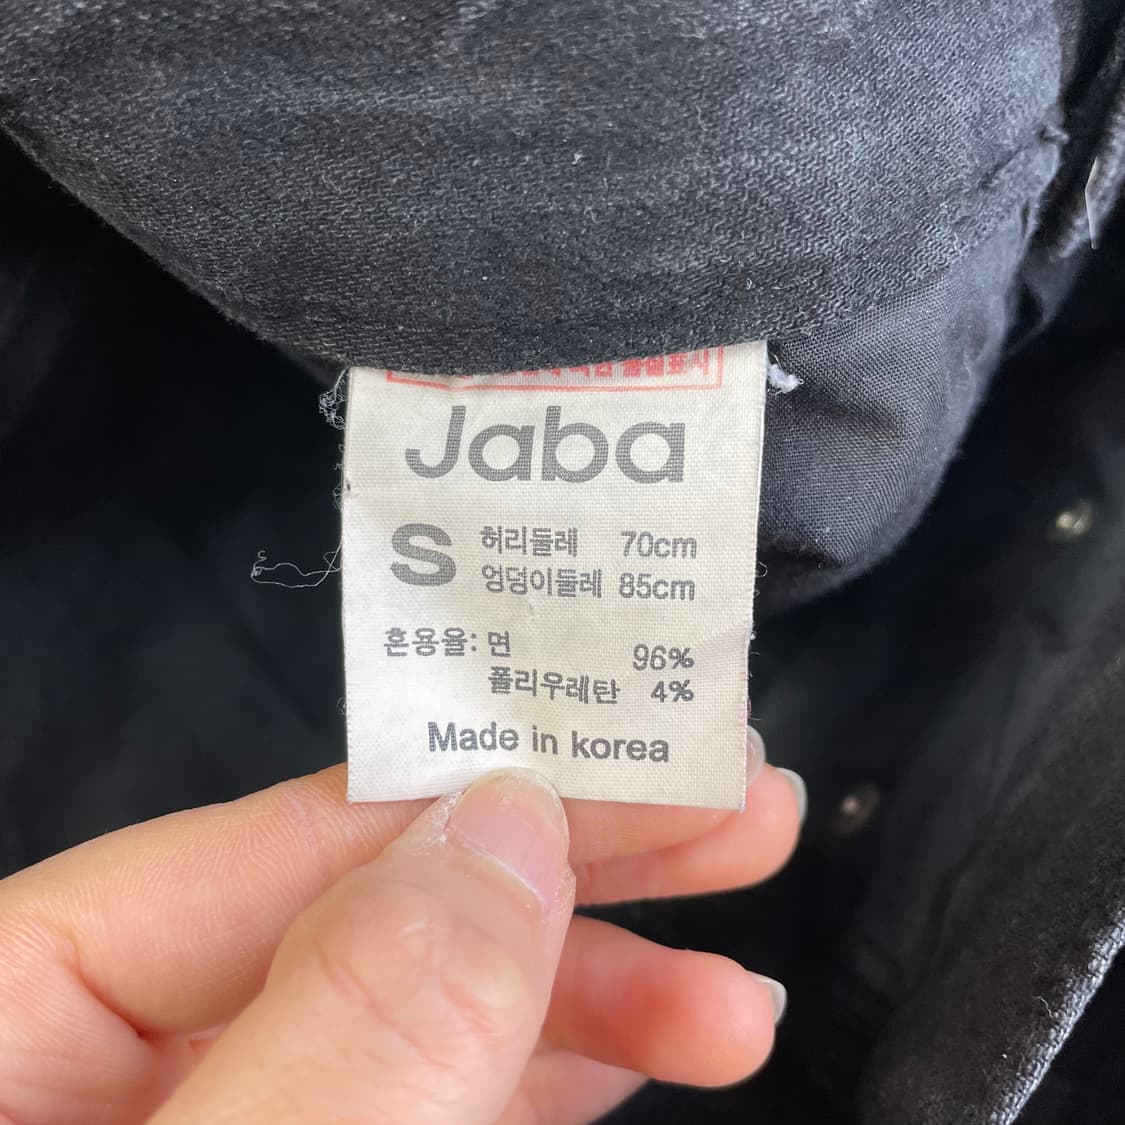 Jaba
S
허리둘레 70cm
엉덩이둘레 85cm
혼용율: 면 96%
폴리우레탄 4%
Made in korea